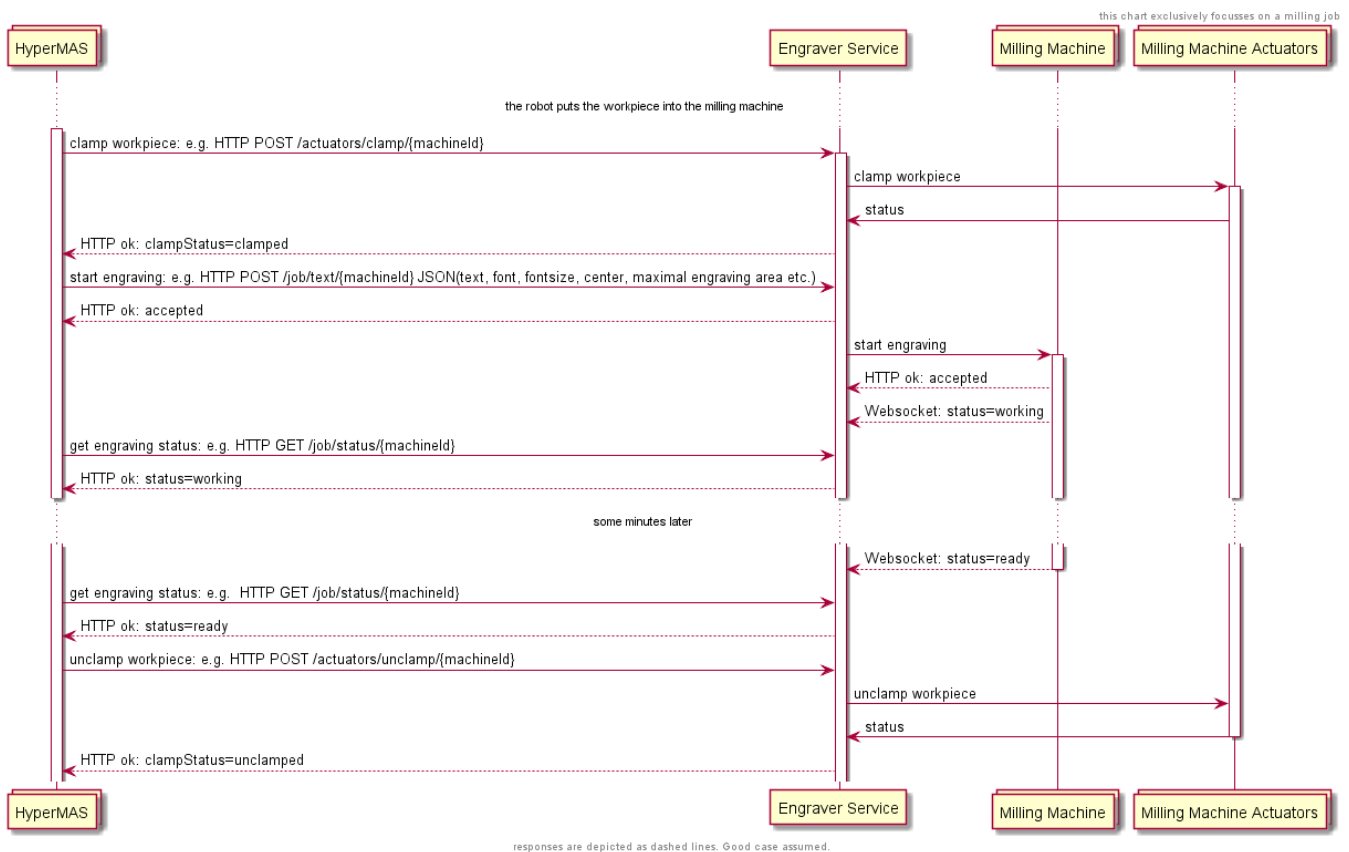 this chart exclusively focusses on a milling job
HyperMAS
Engraver Service
Milling Machine
Milling Machine Actuators
the robot puts the workpiece into the milling machine
clamp workpiece: e.g. HTTP POST /actuators/clamp/{machineId}
clamp workpiece
status
HTTP ok: clampStatus=clamped
start engraving: e.g. HTTP POST /job/text/{machineId} JSON(text, font, fontsize, center, maximal engraving area etc.)
HTTP ok: accepted
start engraving
HTTP ok: accepted
Websocket: status=working
get engraving status: e.g. HTTP GET /job/status/{machineId}
HTTP ok: status=working
some minutes later
Websocket: status=ready
get engraving status: e.g.  HTTP GET /job/status/{machineId}
HTTP ok: status=ready
unclamp workpiece: e.g. HTTP POST /actuators/unclamp/{machineId}
unclamp workpiece
status
HTTP ok: clampStatus=unclamped
HyperMAS
Engraver Service
Milling Machine
Milling Machine Actuators
responses are depicted as dashed lines. Good case assumed.